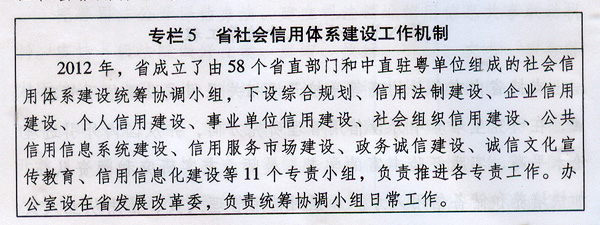 专栏5 省社会信用体系建设工作机制
2012年，省成立了由58个省直部门和中直驻粤单位组成的社会信
用体系建设统筹协调小组，下设综合规划、信用法制建设、企业信用
建设、个人信用建设、事业单位信用建设、社会组织信用建设、公共
信用信息系统建设、信用服务市场建设、政务诚信建设、诚信文化宣
传教育、信用信息化建设等11个专责小组，负责推进各专责工作。办
公室设在省发展改革委，负责统筹协调小组日常工作。